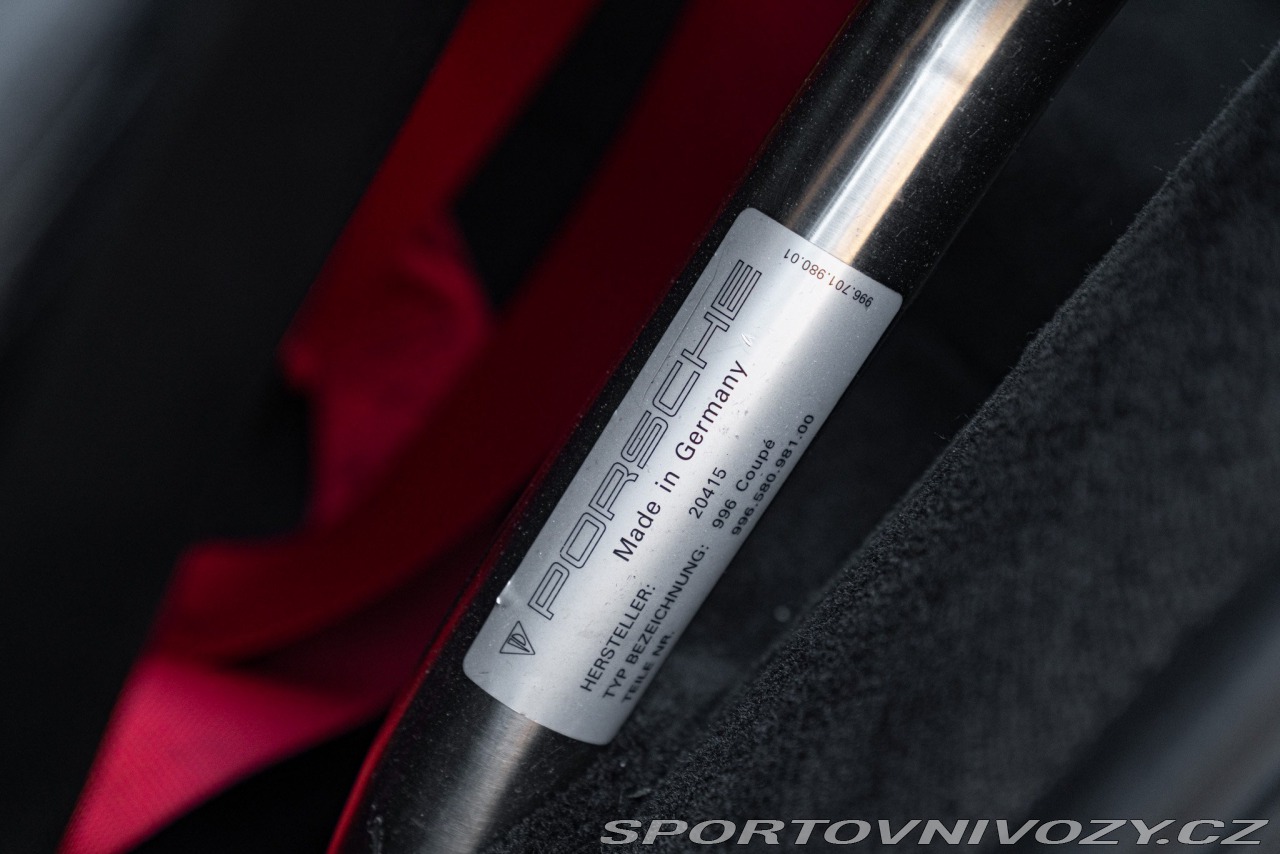 996.701.980.01
PORSCHE
Made in Germany
HERSTELLER: 20415
TYP BEZEICHNUNG: 996 Coupé
TEILE NR. 996.580.981.00
SPORTOVNIVOZY.CZ